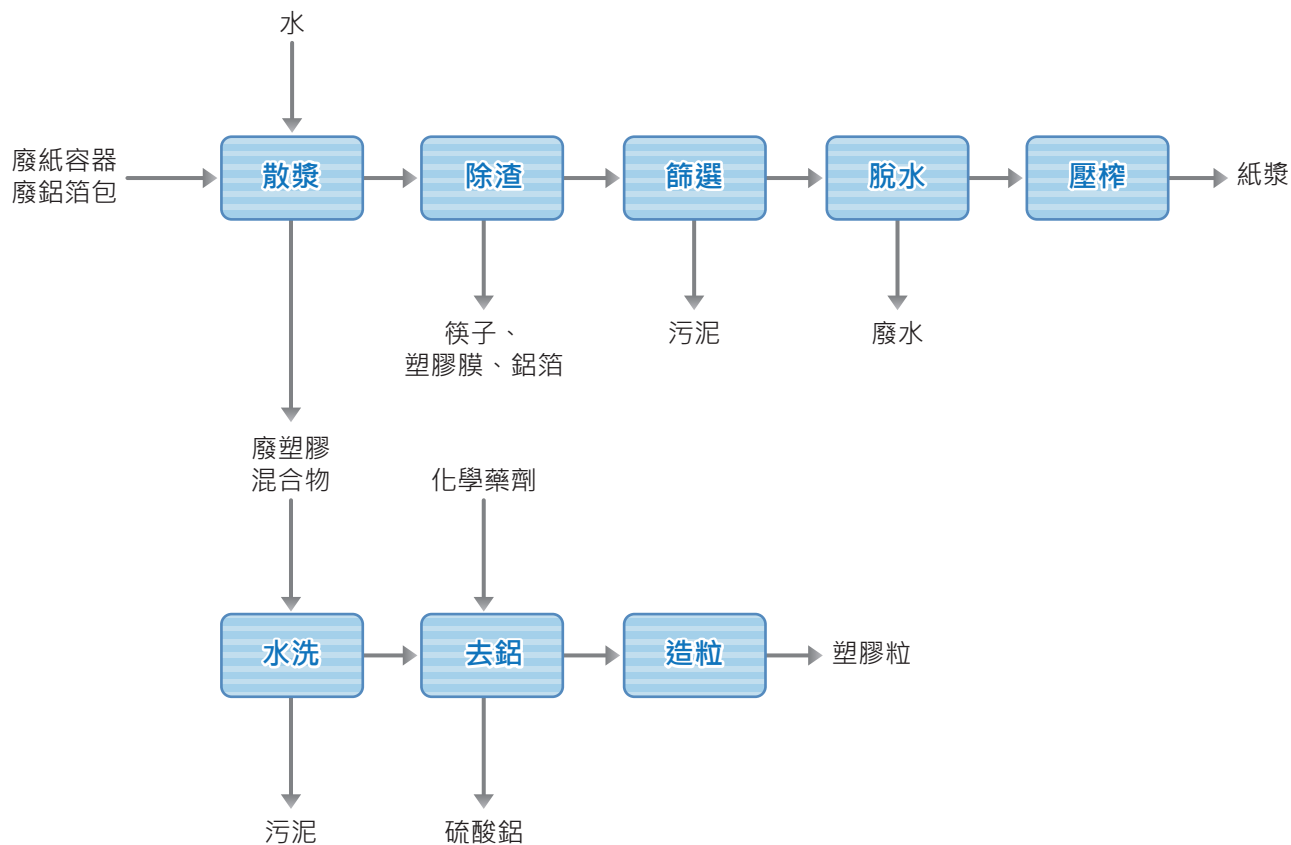 水
廢紙容器
廢鋁箔包
散漿
除渣
篩選
脫水
壓榨
紙漿
筷子、
塑膠膜、鋁箔
污泥
廢水
廢塑膠
混合物
化學藥劑
水洗
去鋁
造粒
塑膠粒
污泥
硫酸鋁